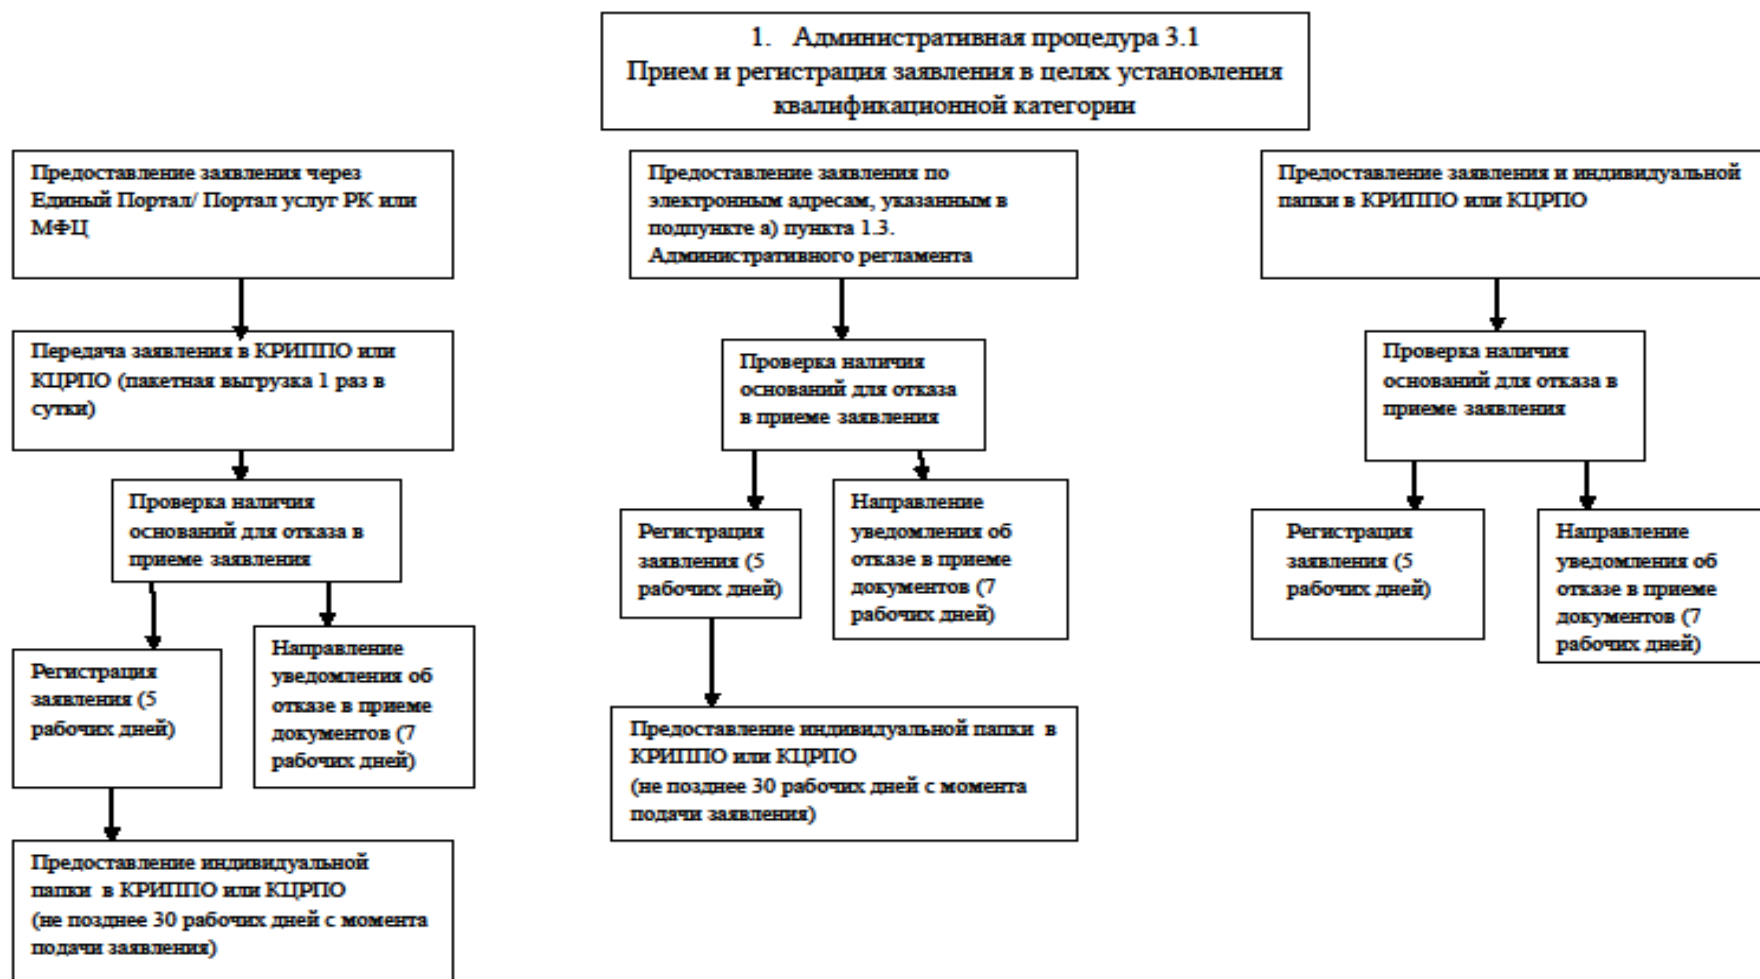 1. Административная процедура 3.1
Прием и регистрация заявления в целях установления
квалификационной категории
Предоставление заявления через
Единый Портал/ Портал услуг РК или
МФЦ
Передача заявления в КРИППО или
КЦРПО (пакетная выгрузка 1 раз в
сутки)
Проверка наличия
оснований для отказа в
приеме заявления
Регистрация
заявления (5
рабочих дней)
Направление
уведомления об
отказе в приеме
документов (7
рабочих дней)
Предоставление индивидуальной
папки в КРИППО или КЦРПО
(не позднее 30 рабочих дней с момента
подачи заявления)
Предоставление заявления по
электронным адресам, указанным в
подпункте а) пункта 1.3.
Административного регламента
Проверка наличия
оснований для отказа
в приеме заявления
Регистрация
заявления (5
рабочих дней)
Направление
уведомления об
отказе в приеме
документов (7
рабочих дней)
Предоставление индивидуальной папки в
КРИППО или КЦРПО
(не позднее 30 рабочих дней с момента
подачи заявления)
Предоставление заявления и индивидуальной
папки в КРИППО или КЦРПО
Проверка наличия
оснований для отказа в
приеме заявления
Регистрация
заявления (5
рабочих дней)
Направление
уведомления об
отказе в приеме
документов (7
рабочих дней)